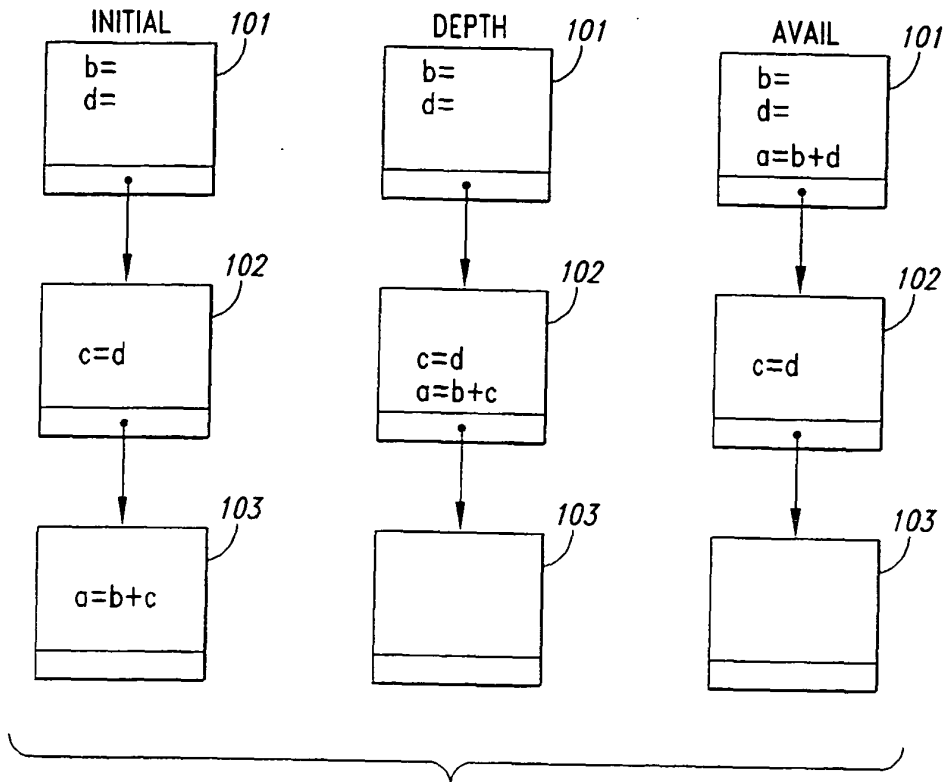 INITIAL
101
b=
d=
102
c=d
103
a=b+c
DEPTH
101
b=
d=
102
c=d
a=b+c
103
AVAIL
101
b=
d=
a=b+d
102
c=d
103